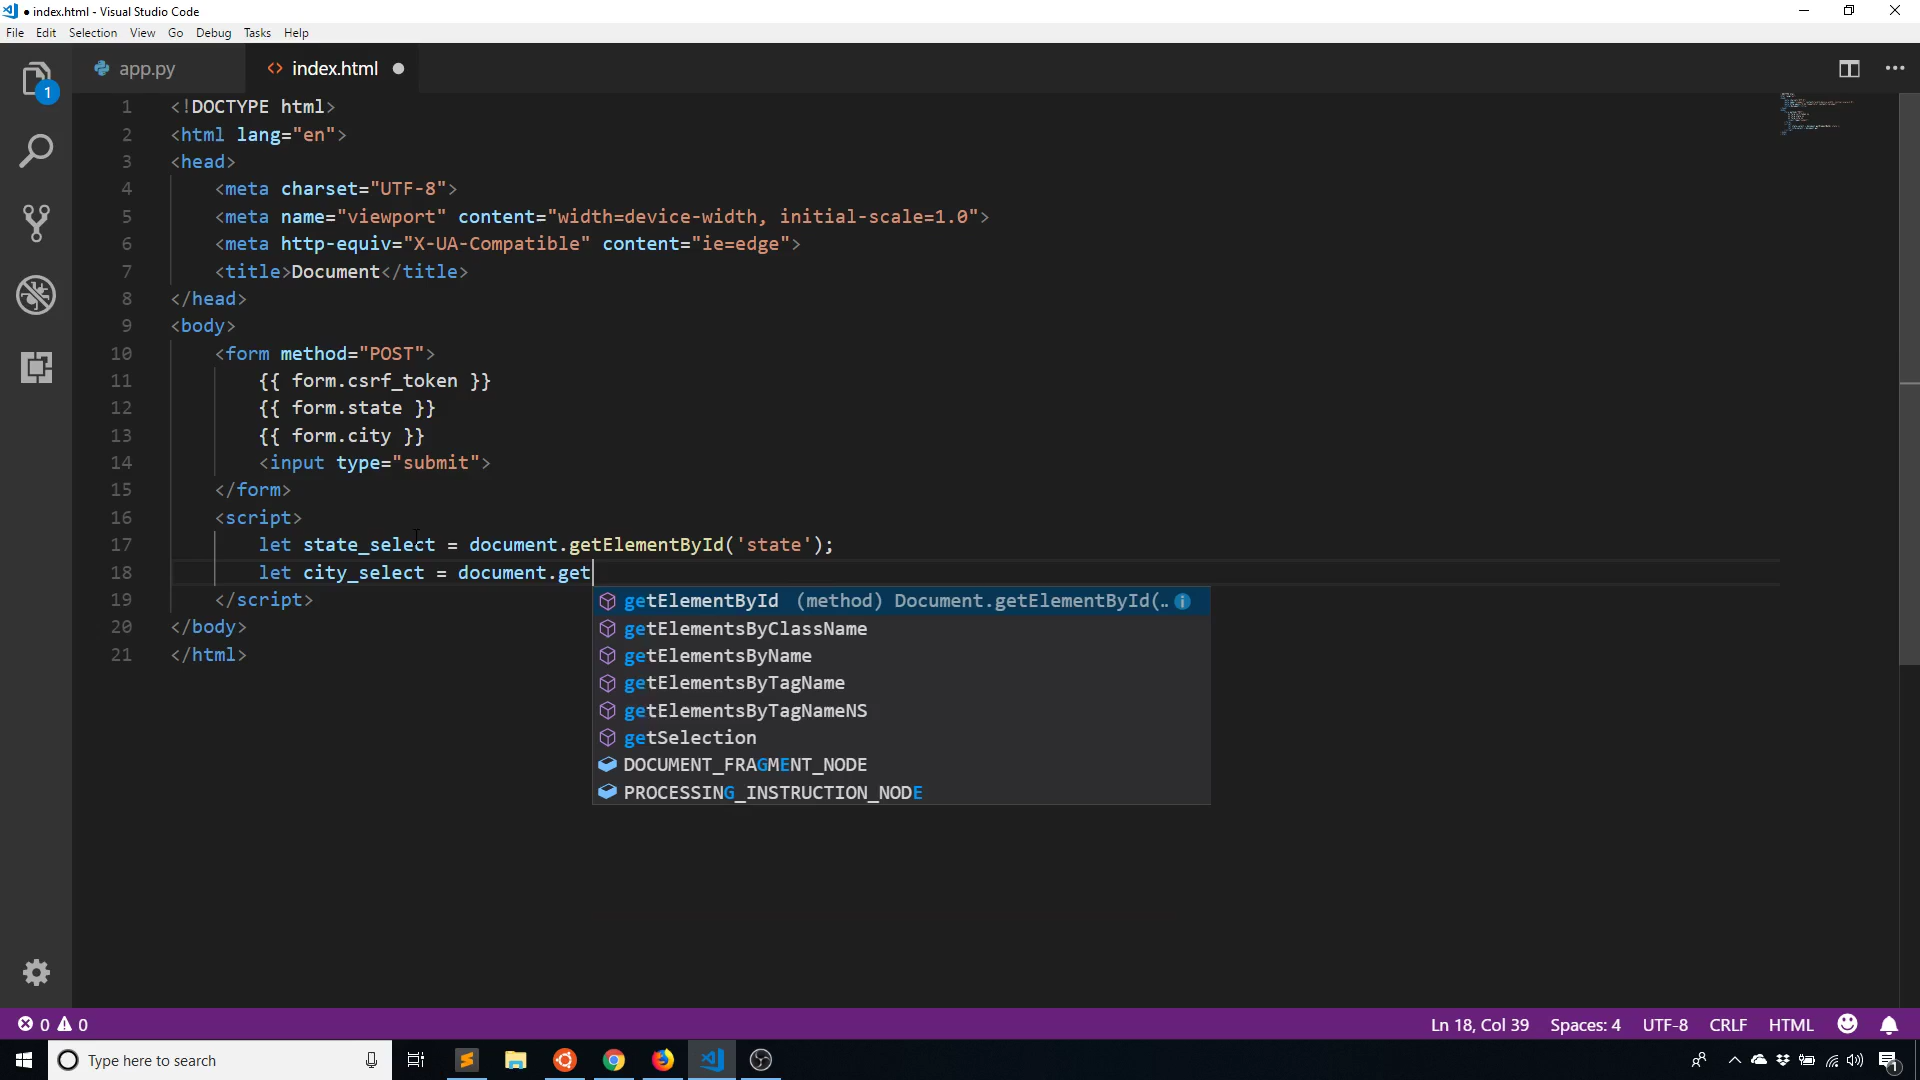 ● index.html - Visual Studio Code
File Edit Selection View Go Debug Tasks Help
1
app.py
index.html
1 <!DOCTYPE html>
2 <html lang="en">
3 <head>
4 <meta charset="UTF-8">
5 <meta name="viewport" content="width=device-width, initial-scale=1.0">
6 <meta http-equiv="X-UA-Compatible" content="ie=edge">
7 <title>Document</title>
8 </head>
9 <body>
10 <form method="POST">
11 {{ form.csrf_token }}
12 {{ form.state }}
13 {{ form.city }}
14 <input type="submit">
15 </form>
16 <script>
17 let state_select = document.getElementById('state');
18 let city_select = document.get
19 </script>
20 </body>
21 </html>
getElementById (method) Document.getElementById(…
getElementsByClassName
getElementsByName
getElementsByTagName
getElementsByTagNameNS
getSelection
DOCUMENT_FRAGMENT_NODE
PROCESSING_INSTRUCTION_NODE
0 0 Ln 18, Col 39 Spaces: 4 UTF-8 CRLF HTML
Type here to search
1